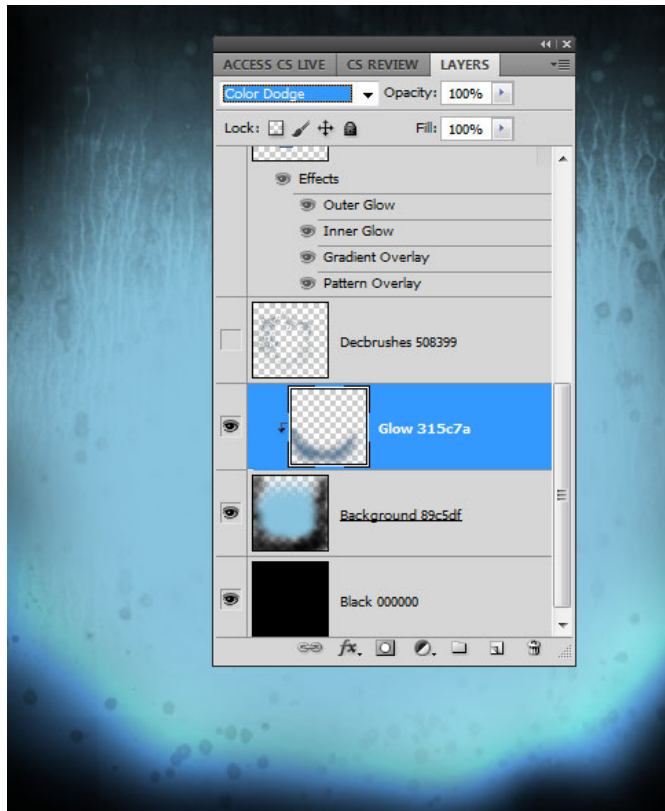 ACCESS CS LIVE CS REVIEW LAYERS
Color Dodge Opacity: 100%
Lock: Fill: 100%
Effects
Outer Glow
Inner Glow
Gradient Overlay
Pattern Overlay
Decbrushes 508399
Glow 315c7a
Background 89c5df
Black 000000
fx.